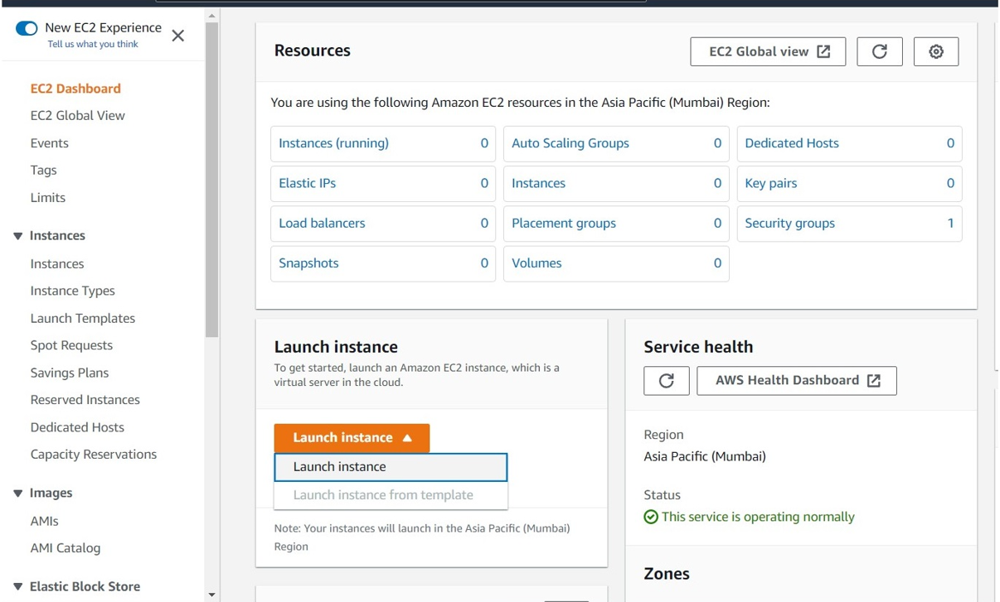 New EC2 Experience
Tell us what you think
EC2 Dashboard
EC2 Global View
Events
Tags
Limits
Instances
Instances
Instance Types
Launch Templates
Spot Requests
Savings Plans
Reserved Instances
Dedicated Hosts
Capacity Reservations
Images
AMIs
AMI Catalog
Elastic Block Store
Resources
EC2 Global view
You are using the following Amazon EC2 resources in the Asia Pacific (Mumbai) Region:
Instances (running) 0 Auto Scaling Groups 0 Dedicated Hosts 0
Elastic IPs 0 Instances 0 Key pairs 0
Load balancers 0 Placement groups 0 Security groups 1
Snapshots 0 Volumes 0
Launch instance
To get started, launch an Amazon EC2 instance, which is a
virtual server in the cloud.
Launch instance
Launch instance
Launch instance from template
Note: Your instances will launch in the Asia Pacific (Mumbai)
Region
Service health
AWS Health Dashboard
Region
Asia Pacific (Mumbai)
Status
This service is operating normally
Zones